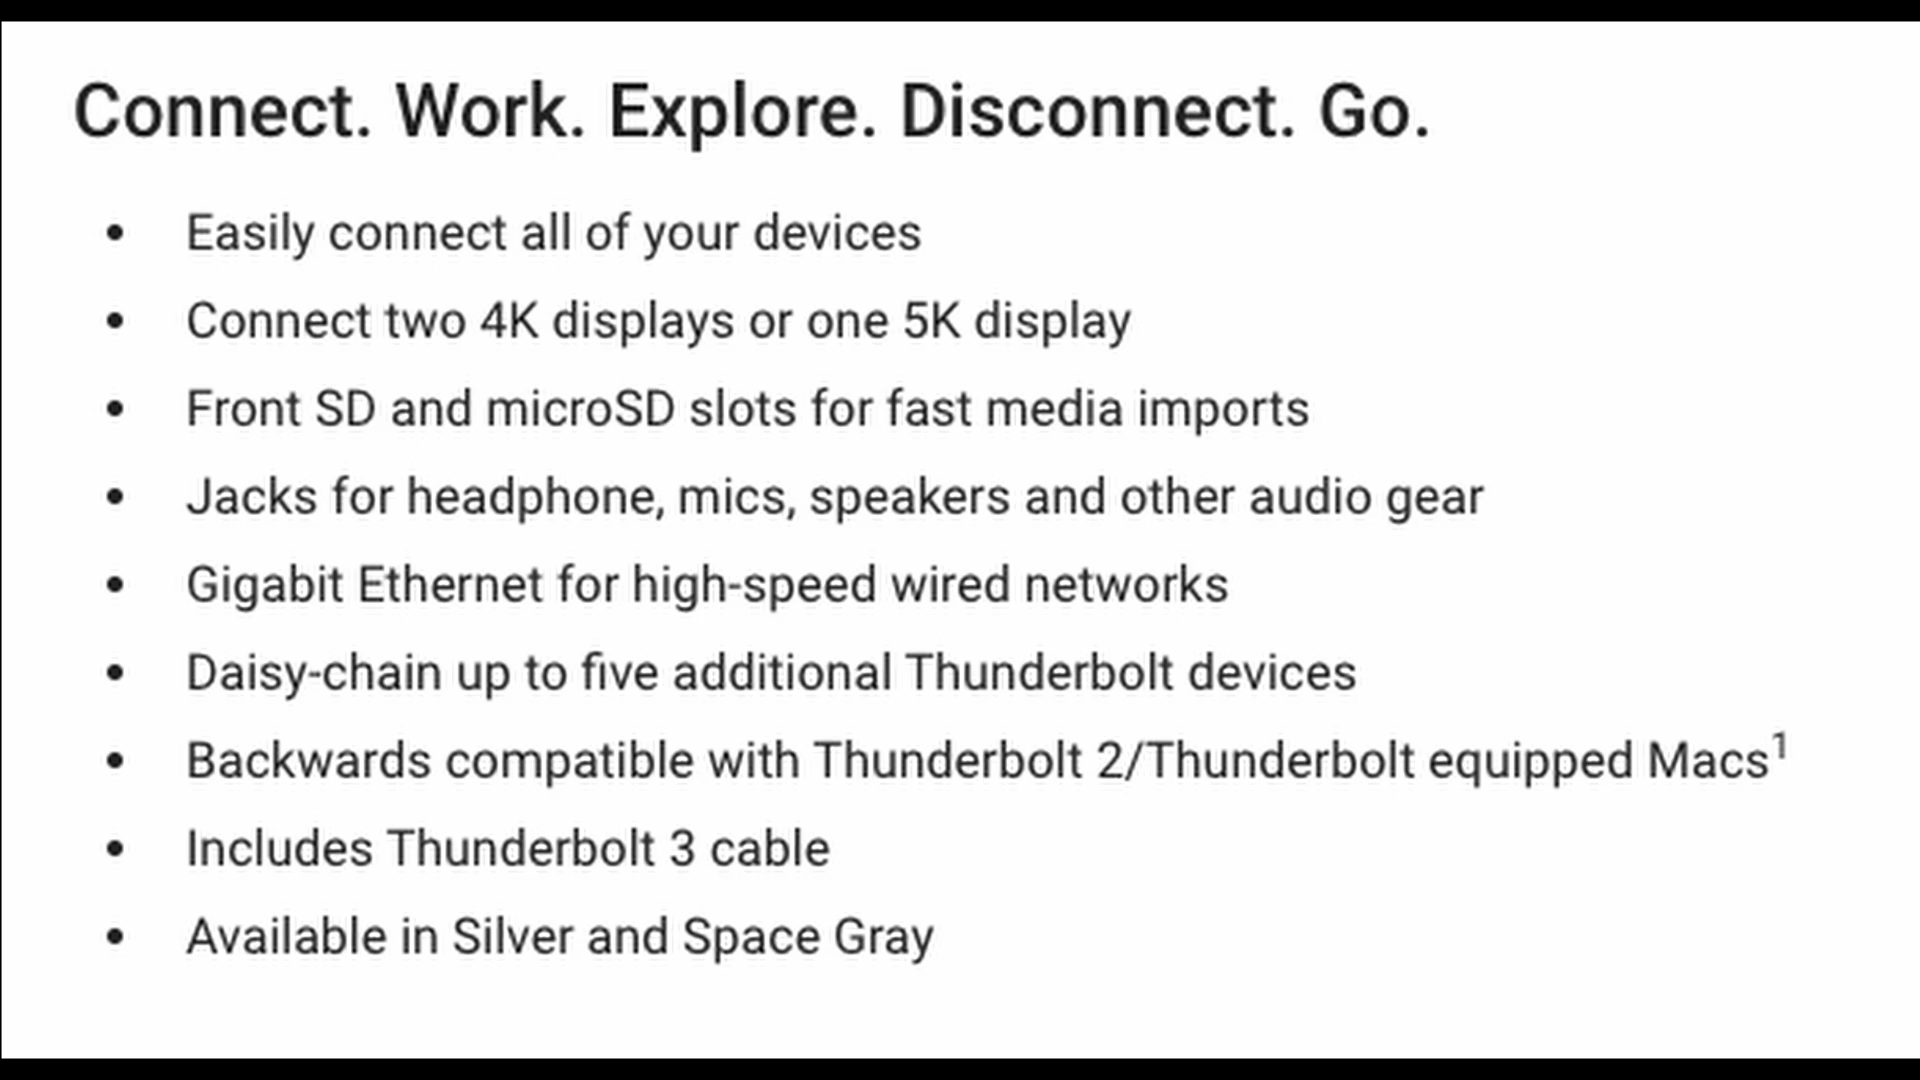 Connect. Work. Explore. Disconnect. Go.
• Easily connect all of your devices
• Connect two 4K displays or one 5K display
• Front SD and microSD slots for fast media imports
• Jacks for headphone, mics, speakers and other audio gear
• Gigabit Ethernet for high-speed wired networks
• Daisy-chain up to five additional Thunderbolt devices
• Backwards compatible with Thunderbolt 2/Thunderbolt equipped Macs¹
• Includes Thunderbolt 3 cable
• Available in Silver and Space Gray